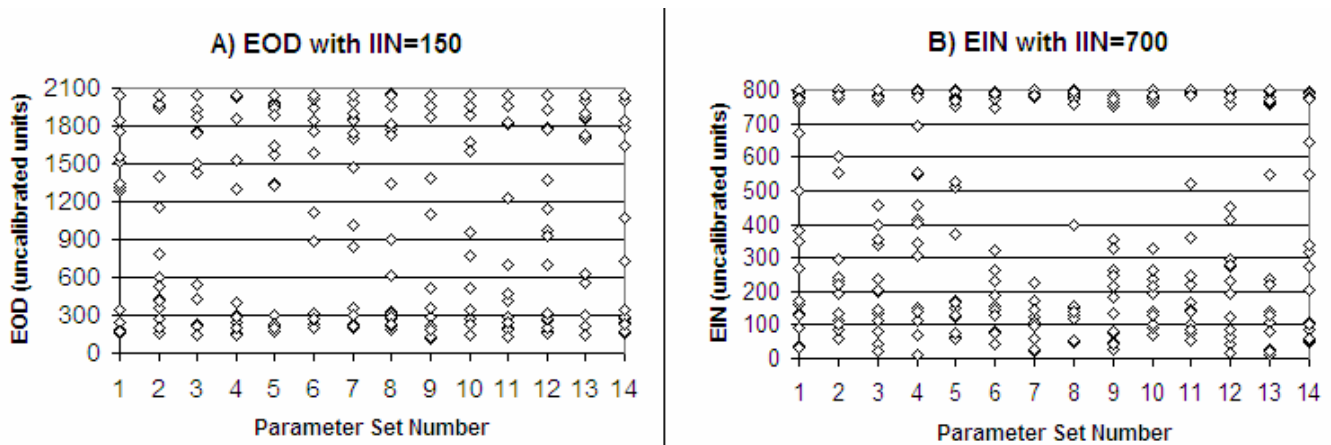 A) EOD with IIN=150
EOD (uncalibrated units)
2100
1800
1500
1200
900
600
300
0
1 2 3 4 5 6 7 8 9 10 11 12 13 14
Parameter Set Number
B) EIN with IIN=700
EIN (uncalibrated units)
800
700
600
500
400
300
200
100
0
1 2 3 4 5 6 7 8 9 10 11 12 13 14
Parameter Set Number